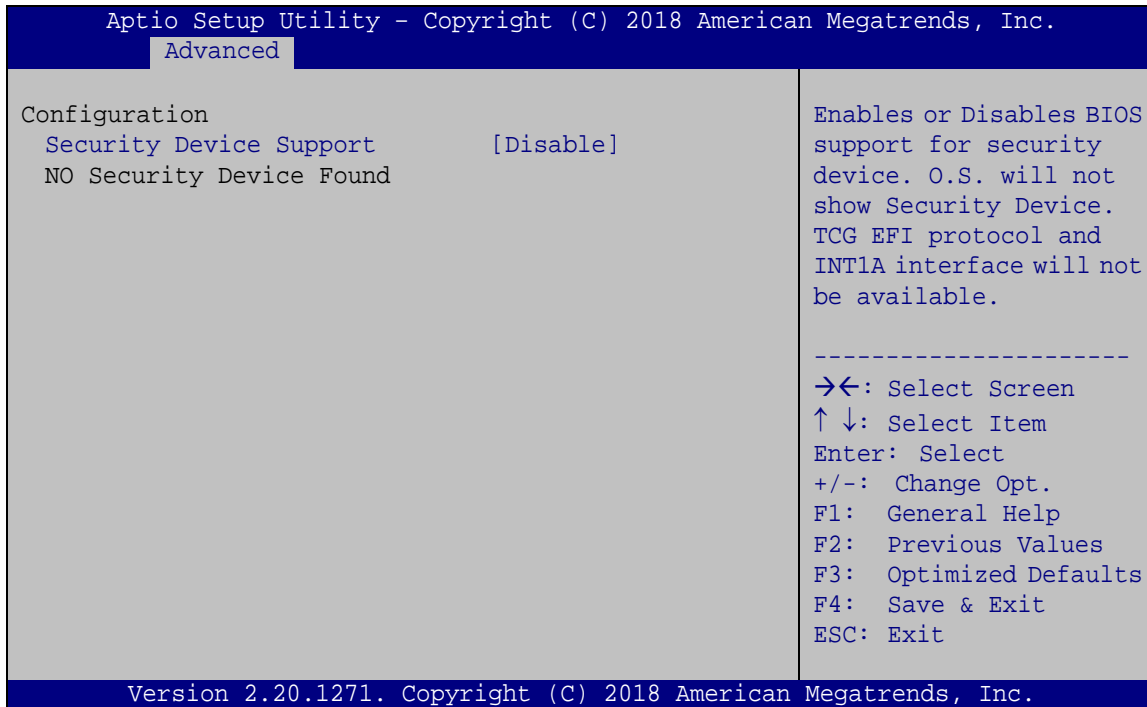 Aptio Setup Utility – Copyright (C) 2018 American Megatrends, Inc.
Advanced
Configuration
Security Device Support [Disable]
NO Security Device Found
Enables or Disables BIOS
support for security
device. O.S. will not
show Security Device.
TCG EFI protocol and
INT1A interface will not
be available.
----------------------
→←: Select Screen
↑ ↓: Select Item
Enter: Select
+/-: Change Opt.
F1: General Help
F2: Previous Values
F3: Optimized Defaults
F4: Save & Exit
ESC: Exit
Version 2.20.1271. Copyright (C) 2018 American Megatrends, Inc.